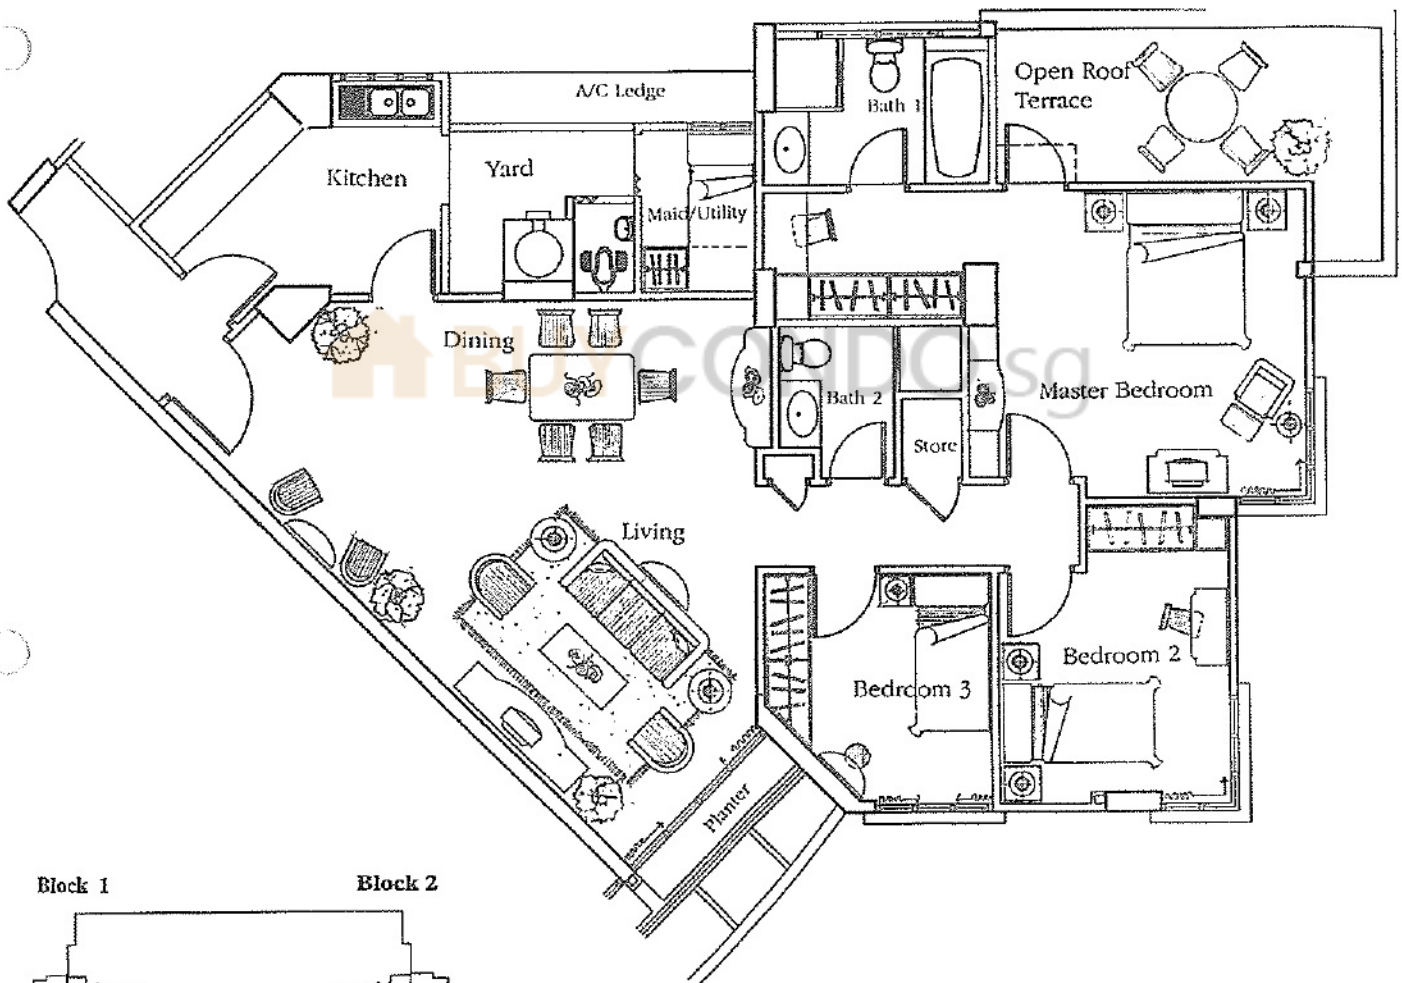 A/C Ledge
Open Roof
Terrace
Bath 1
Kitchen
Yard
Maid/Utility
Dining
BUYCONDO.sg
Master Bedroom
Bath 2
Store
Living
Bedroom 2
Bedroom 3
Planter
Block 1
Block 2